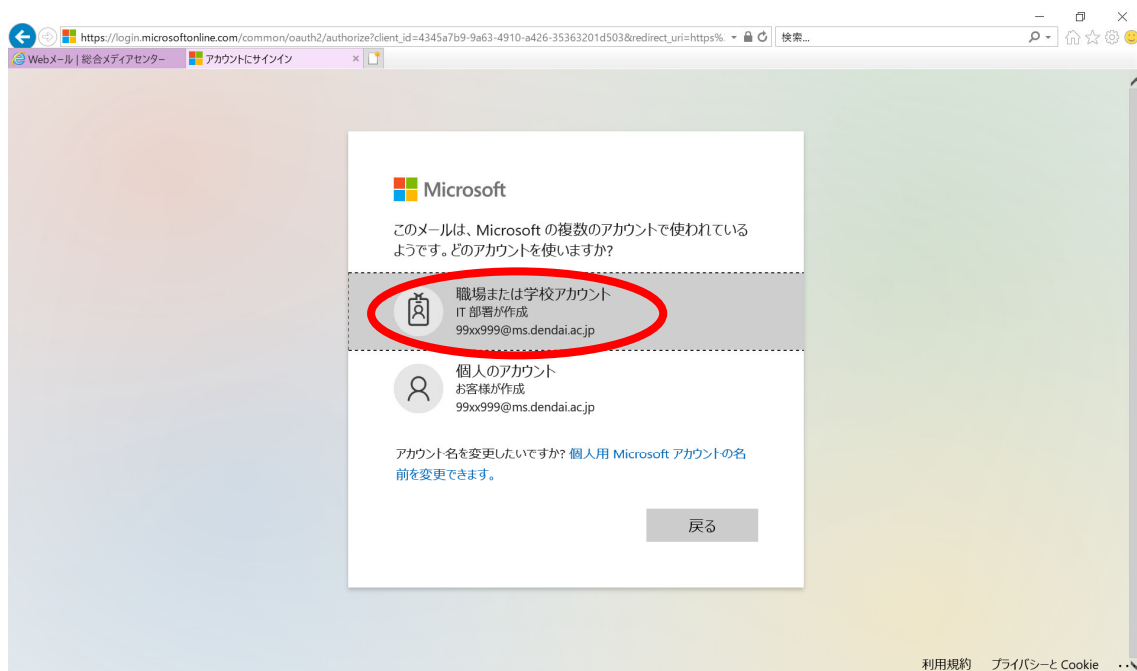 https://login.microsoftonline.com/common/oauth2/authorize?client_id=4345a7b9-9a63-4910-a426-35363201d503&redirect_uri=https%
検索...
Webメール | 総合メディアセンター
アカウントにサインイン
Microsoft
このメールは、Microsoft の複数のアカウントで使われている
ようです。どのアカウントを使いますか?
職場または学校アカウント
IT 部署が作成
99xx999@ms.dendai.ac.jp
個人のアカウント
お客様が作成
99xx999@ms.dendai.ac.jp
アカウント名を変更したいですか? 個人用 Microsoft アカウントの名
前を変更できます。
戻る
利用規約 プライバシーと Cookie